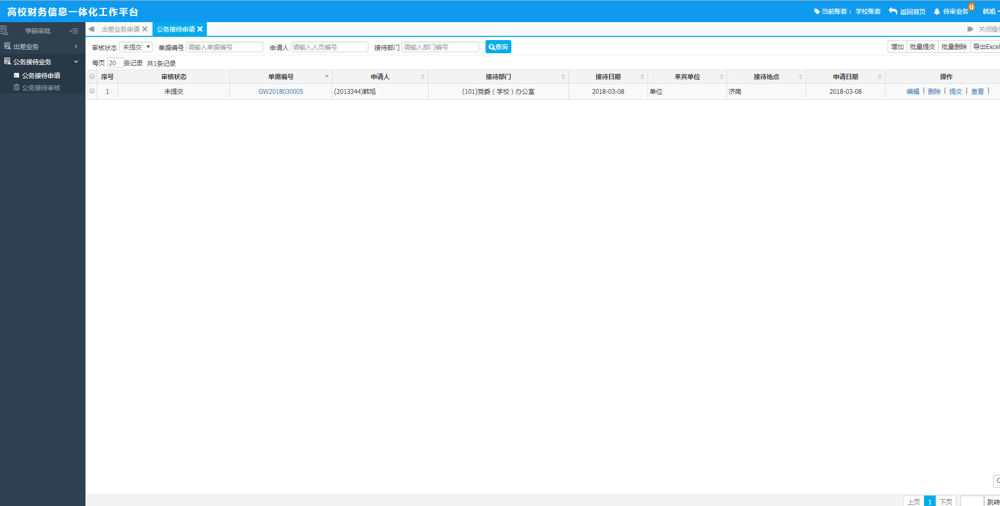 高校财务信息一体化工作平台
当前账套： 学校账套 返回首页 待审业务 0 韩旭
事前审批
出差业务申请 公务接待申请 关闭操作
出差业务
公务接待业务
公务接待申请
公务接待审核
审核状态 未提交 单据编号 请输入单据编号 申请人 请输入人员编号 接待部门 请输入部门编号 查询 增加 批量提交 批量删除 导出Excel
每页 20 条记录 共1条记录
序号 审核状态 单据编号 申请人 接待部门 接待日期 来宾单位 接待地点 申请日期 操作
1 未提交 GW2018030005 (2013344)韩旭 (101)党委（学校）办公室 2018-03-08 单位 济南 2018-03-08 编辑 | 删除 | 提交 | 查看 |
上页 1 下页 跳转